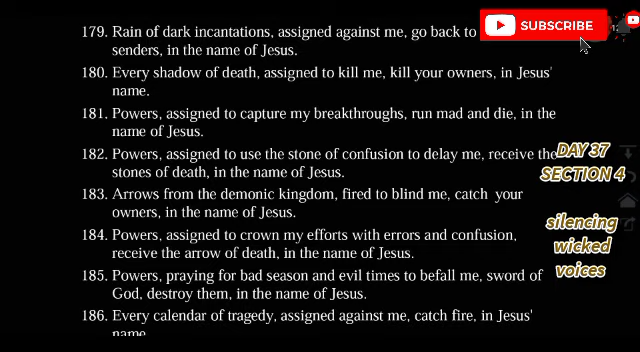 179. Rain of dark incantations, assigned against me, go back to
senders, in the name of Jesus.
180. Every shadow of death, assigned to kill me, kill your owners, in Jesus'
name.
181. Powers, assigned to capture my breakthroughs, run mad and die, in the
name of Jesus.
182. Powers, assigned to use the stone of confusion to delay me, receive the
stones of death, in the name of Jesus.
183. Arrows from the demonic kingdom, fired to blind me, catch your
owners, in the name of Jesus.
184. Powers, assigned to crown my efforts with errors and confusion,
receive the arrow of death, in the name of Jesus.
185. Powers, praying for bad season and evil times to befall me, sword of
God, destroy them, in the name of Jesus.
186. Every calendar of tragedy, assigned against me, catch fire, in Jesus'
name
SUBSCRIBE
DAY 37
SECTION 4
silencing
wicked
voices